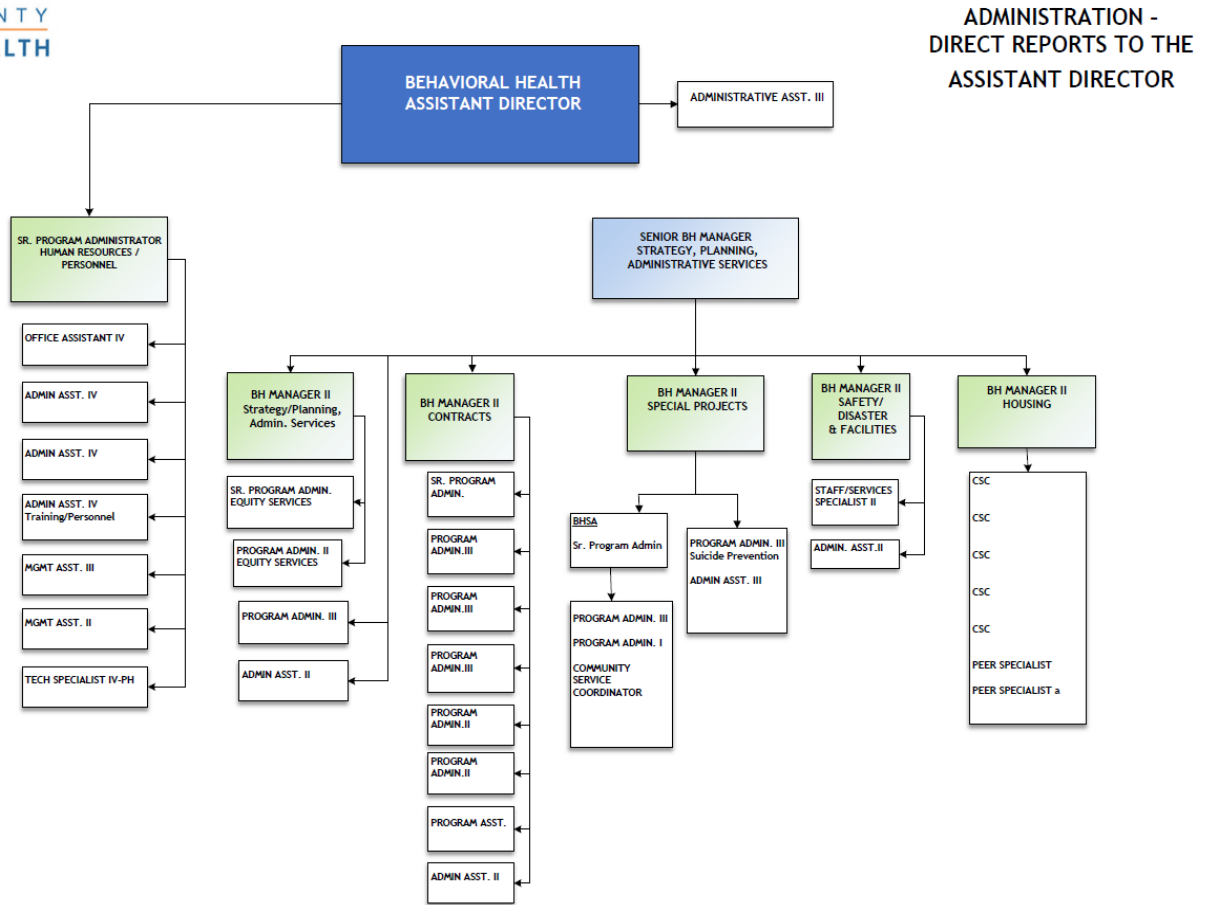 NTY
LTH
ADMINISTRATION -
DIRECT REPORTS TO THE
ASSISTANT DIRECTOR
BEHAVIORAL HEALTH
ASSISTANT DIRECTOR
ADMINISTRATIVE ASST. III
SR. PROGRAM ADMINISTRATOR
HUMAN RESOURCES /
PERSONNEL
OFFICE ASSISTANT IV
ADMIN ASST. IV
ADMIN ASST. IV
ADMIN ASST. IV
Training/Personnel
MGMT ASST. III
MGMT ASST. II
TECH SPECIALIST IV-PH
SENIOR BH MANAGER
STRATEGY, PLANNING,
ADMINISTRATIVE SERVICES
BH MANAGER II
Strategy/Planning,
Admin. Services
SR. PROGRAM ADMIN.
EQUITY SERVICES
PROGRAM ADMIN. II
EQUITY SERVICES
PROGRAM ADMIN. III
ADMIN ASST. II
BH MANAGER II
CONTRACTS
SR. PROGRAM
ADMIN.
PROGRAM
ADMIN.III
PROGRAM
ADMIN.III
PROGRAM
ADMIN.III
PROGRAM
ADMIN.II
PROGRAM
ADMIN.II
PROGRAM ASST.
ADMIN ASST. II
BH MANAGER II
SPECIAL PROJECTS
BHSA
Sr. Program Admin
PROGRAM ADMIN. III
PROGRAM ADMIN. I
COMMUNITY
SERVICE
COORDINATOR
PROGRAM ADMIN. III
Suicide Prevention
ADMIN ASST. III
BH MANAGER II
SAFETY/
DISASTER
& FACILITIES
STAFF/SERVICES
SPECIALIST II
ADMIN. ASST.II
BH MANAGER II
HOUSING
CSC
CSC
CSC
CSC
CSC
PEER SPECIALIST
PEER SPECIALIST a